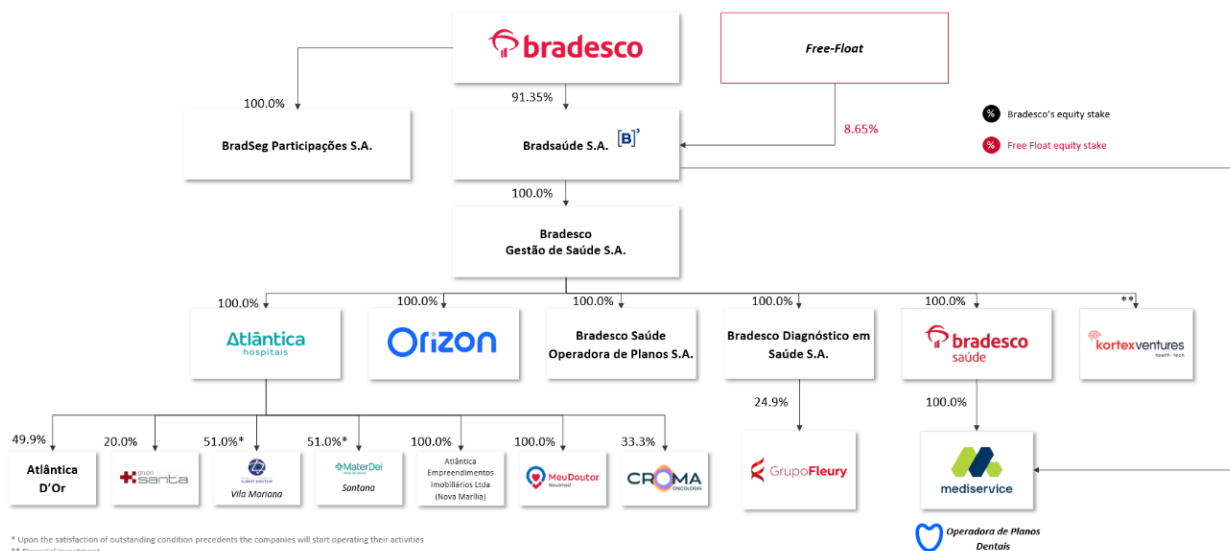 bradesco
Free-Float
100.0%
91.35%
8.65%
% Bradesco's equity stake
% Free Float equity stake
BradSeg Participações S.A.
Bradsaúde S.A. [B]³
100.0%
Bradesco
Gestão de Saúde S.A.
100.0%
100.0%
100.0%
100.0%
100.0%
**
Atlântica
hospitais
Orizon
Bradesco Saúde
Operadora de Planos S.A.
Bradesco Diagnóstico em
Saúde S.A.
bradesco
saúde
kortexventures
health-tech
49.9%
20.0%
51.0%*
51.0%*
100.0%
100.0%
33.3%
24.9%
100.0%
Atlântica
D'Or
grupo
santa
ALBERT EINSTEIN
Vila Mariana
MaterDei
Santana
Atlântica
Empreendimentos
Imobiliários Ltda
(Nova Marília)
MeuDoutor
Novamed
CROMA
ONCOLOGIA
GrupoFleury
mediservice
Operadora de Planos
Dentais
* Upon the satisfaction of outstanding condition precedents the companies will start operating their activities
** Financial Investment